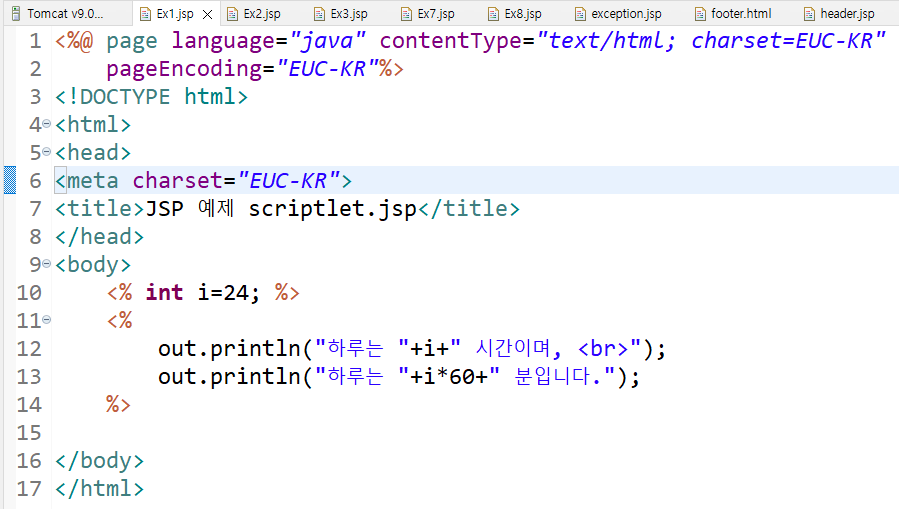 Tomcat v9.0... Ex1.jsp Ex2.jsp Ex3.jsp Ex7.jsp Ex8.jsp exception.jsp footer.html header.jsp
1 <%@ page language="java" contentType="text/html; charset=EUC-KR"
2     pageEncoding="EUC-KR"%>
3 <!DOCTYPE html>
4 <html>
5 <head>
6 <meta charset="EUC-KR">
7 <title>JSP 예제 scriptlet.jsp</title>
8 </head>
9 <body>
10     <% int i=24; %>
11     <%
12         out.println("하루는 "+i+" 시간이며, <br>");
13         out.println("하루는 "+i*60+" 분입니다.");
14     %>
15
16 </body>
17 </html>